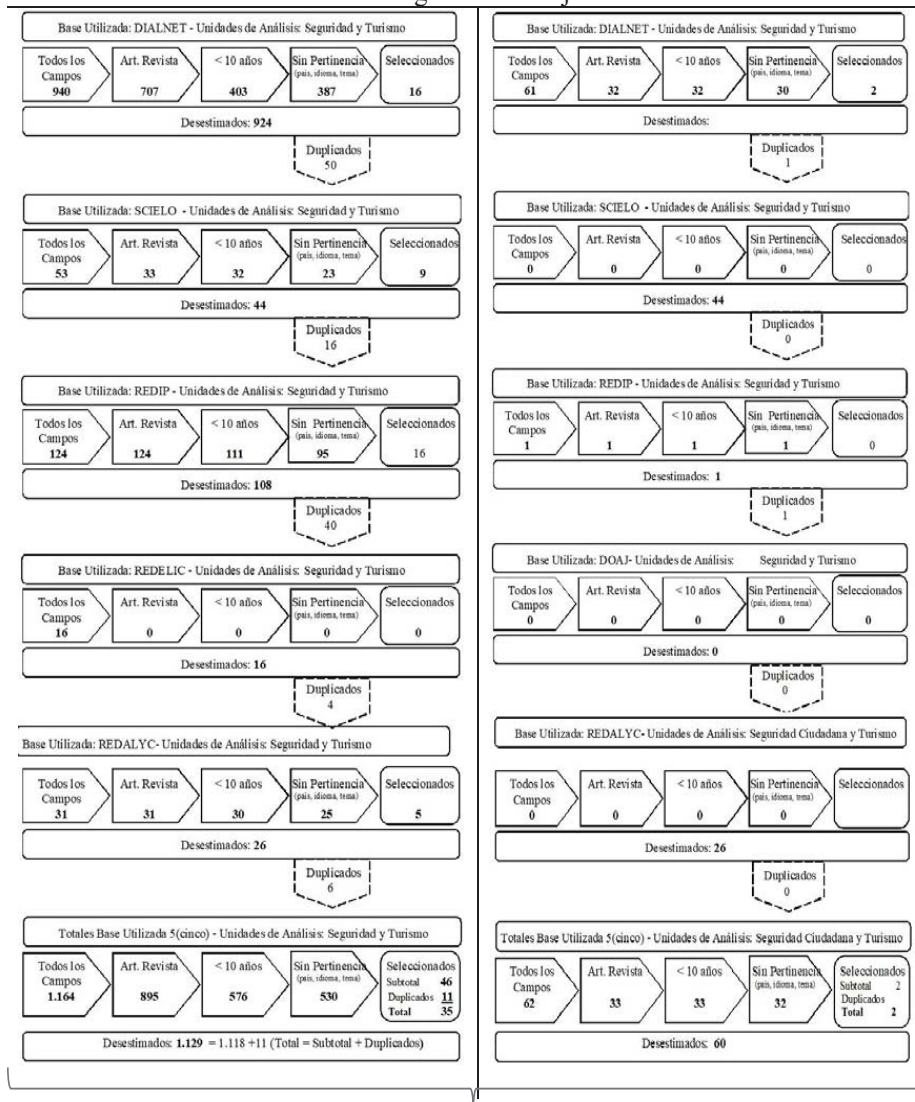 Base Utilizada: DIALNET - Unidades de Análisis: Seguridad y Turismo
Todos los Campos 940
Art. Revista 707
< 10 años 403
Sin Pertinencia (país, idioma, tema) 387
Seleccionados 16
Desestimados: 924
Duplicados 50
Base Utilizada: SCIELO - Unidades de Análisis: Seguridad y Turismo
Todos los Campos 53
Art. Revista 33
< 10 años 32
Sin Pertinencia (país, idioma, tema) 23
Seleccionados 9
Desestimados: 44
Duplicados 16
Base Utilizada: REDIP - Unidades de Análisis: Seguridad y Turismo
Todos los Campos 124
Art. Revista 124
< 10 años 111
Sin Pertinencia (país, idioma, tema) 95
Seleccionados 16
Desestimados: 108
Duplicados 40
Base Utilizada: REDELIC - Unidades de Análisis: Seguridad y Turismo
Todos los Campos 16
Art. Revista 0
< 10 años 0
Sin Pertinencia (país, idioma, tema) 0
Seleccionados 0
Desestimados: 16
Duplicados 4
Base Utilizada: REDALYC- Unidades de Análisis: Seguridad y Turismo
Todos los Campos 31
Art. Revista 31
< 10 años 30
Sin Pertinencia (país, idioma, tema) 25
Seleccionados 5
Desestimados: 26
Duplicados 6
Totales Base Utilizada 5(cinco) - Unidades de Análisis: Seguridad y Turismo
Todos los Campos 1.164
Art. Revista 895
< 10 años 576
Sin Pertinencia (país, idioma, tema) 530
Seleccionados
Subtotal 46
Duplicados 11
Total 35
Desestimados: 1.129 = 1.118 +11 (Total = Subtotal + Duplicados)
Base Utilizada: DIALNET - Unidades de Análisis: Seguridad y Turismo
Todos los Campos 61
Art. Revista 32
< 10 años 32
Sin Pertinencia (país, idioma, tema) 30
Seleccionados 2
Desestimados:
Duplicados 1
Base Utilizada: SCIELO - Unidades de Análisis: Seguridad y Turismo
Todos los Campos 0
Art. Revista 0
< 10 años 0
Sin Pertinencia (país, idioma, tema) 0
Seleccionados 0
Desestimados: 44
Duplicados 0
Base Utilizada: REDIP - Unidades de Análisis: Seguridad y Turismo
Todos los Campos 1
Art. Revista 1
< 10 años 1
Sin Pertinencia (país, idioma, tema) 1
Seleccionados 0
Desestimados: 1
Duplicados 1
Base Utilizada: DOAJ- Unidades de Análisis: Seguridad y Turismo
Todos los Campos 0
Art. Revista 0
< 10 años 0
Sin Pertinencia (país, idioma, tema) 0
Seleccionados 0
Desestimados: 0
Duplicados 0
Base Utilizada: REDALYC- Unidades de Análisis: Seguridad Ciudadana y Turismo
Todos los Campos 0
Art. Revista 0
< 10 años 0
Sin Pertinencia (país, idioma, tema) 0
Seleccionados
Desestimados: 26
Duplicados 0
Totales Base Utilizada 5(cinco) - Unidades de Análisis: Seguridad Ciudadana y Turismo
Todos los Campos 62
Art. Revista 33
< 10 años 33
Sin Pertinencia (país, idioma, tema) 32
Seleccionados
Subtotal 2
Duplicados
Total 2
Desestimados: 60